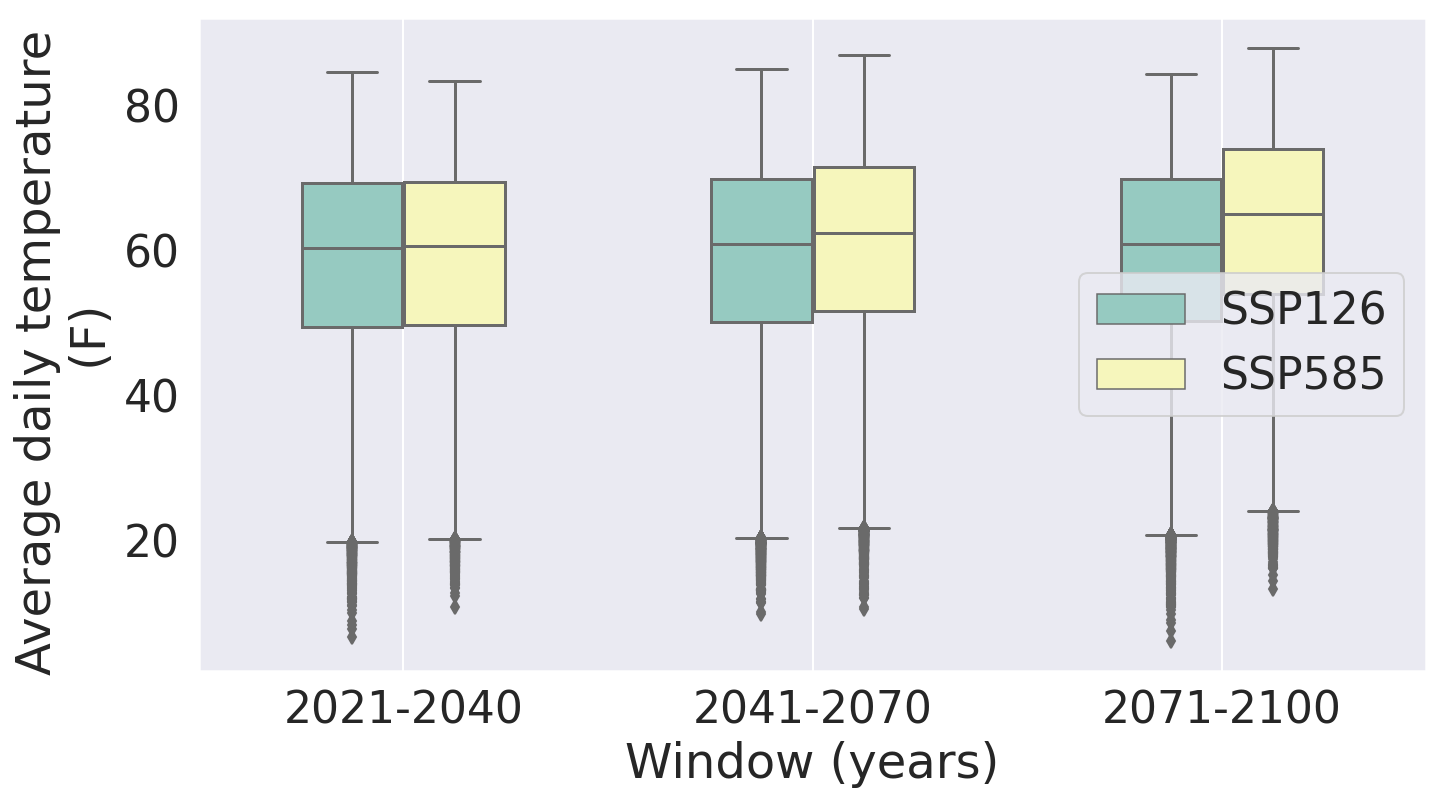 Average daily temperature
(F)
80
60
40
20
SSP126
SSP585
2021-2040
2041-2070
2071-2100
Window (years)